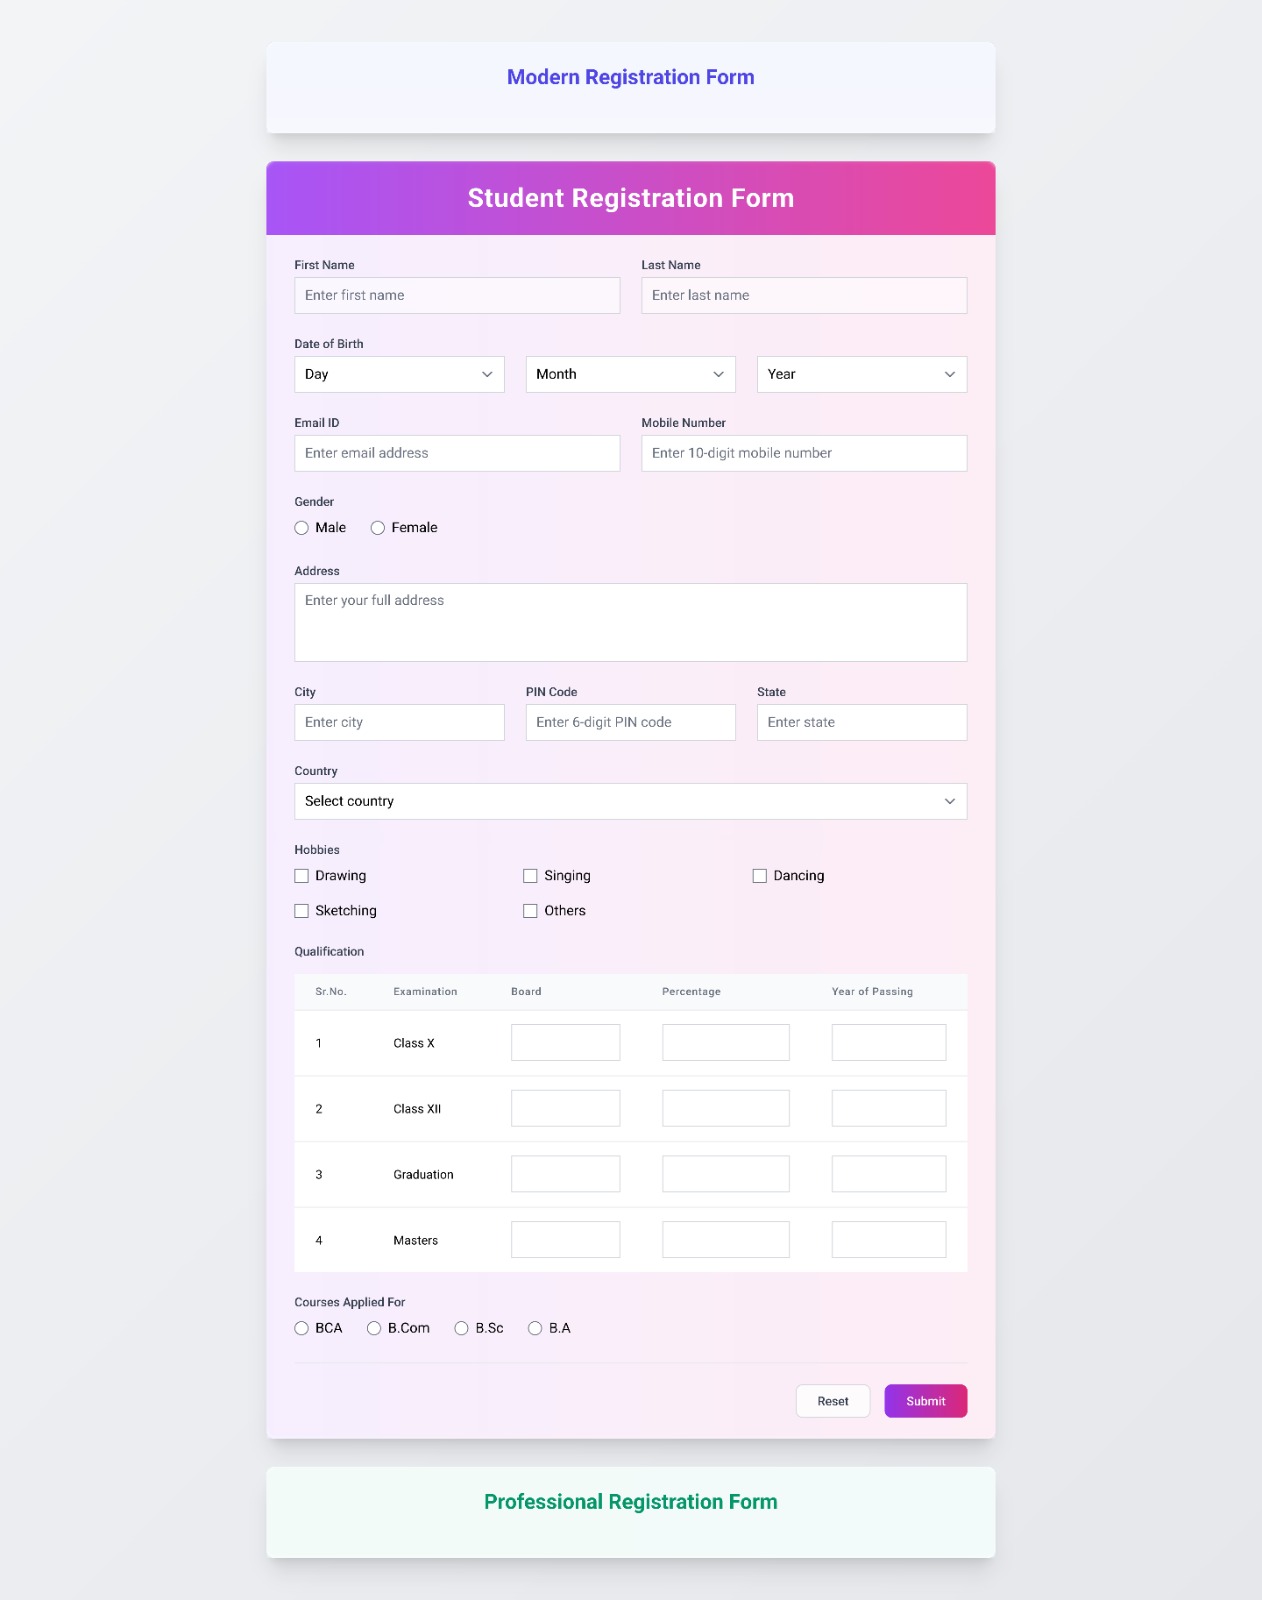 Modern Registration Form
Student Registration Form
First Name Last Name
Enter first name Enter last name
Date of Birth
Day Month Year
Email ID Mobile Number
Enter email address Enter 10-digit mobile number
Gender
Male Female
Address
Enter your full address
City PIN Code State
Enter city Enter 6-digit PIN code Enter state
Country
Select country
Hobbies
Drawing Singing Dancing
Sketching Others
Qualification
Sr.No. Examination Board Percentage Year of Passing
1 Class X
2 Class XII
3 Graduation
4 Masters
Courses Applied For
BCA B.Com B.Sc B.A
Reset Submit
Professional Registration Form